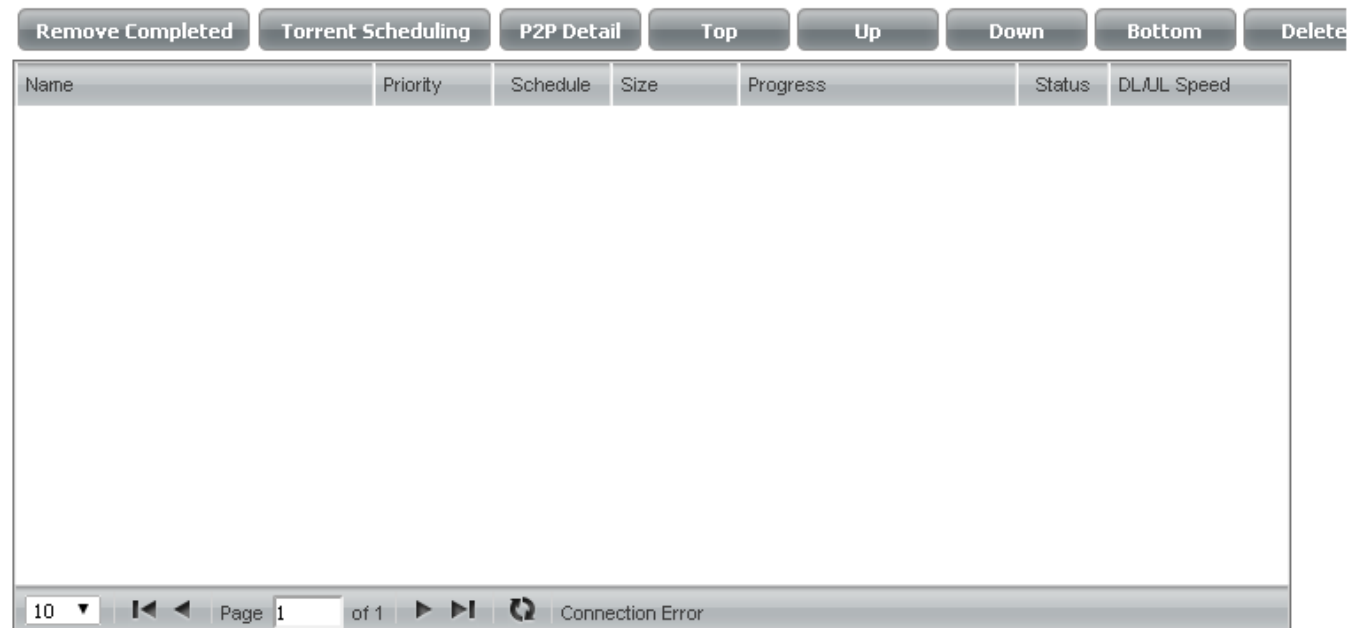 Remove Completed Torrent Scheduling P2P Detail Top Up Down Bottom Delete
Name Priority Schedule Size Progress Status DL/UL Speed
10 Page 1 of 1 Connection Error